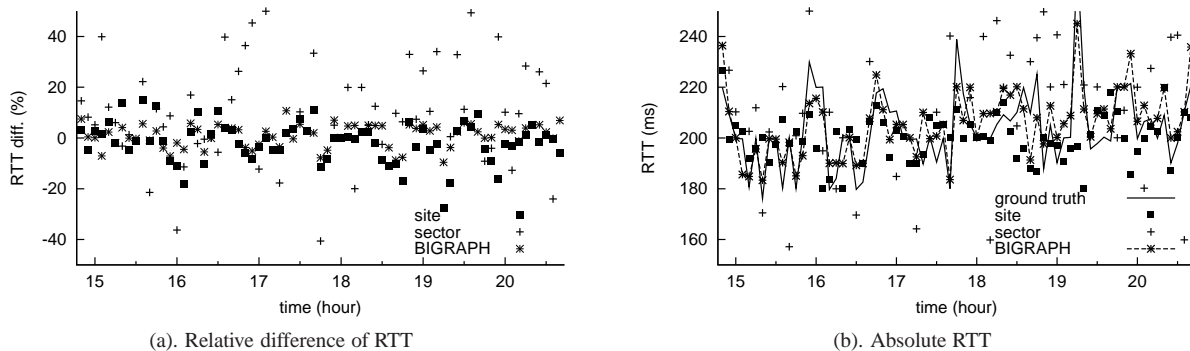 40
20
0
-20
-40
RTT diff. (%)
site
sector
BIGRAPH
15
16
17
18
19
20
time (hour)
(a). Relative difference of RTT
240
220
200
180
160
RTT (ms)
ground truth
site
sector
BIGRAPH
15
16
17
18
19
20
time (hour)
(b). Absolute RTT